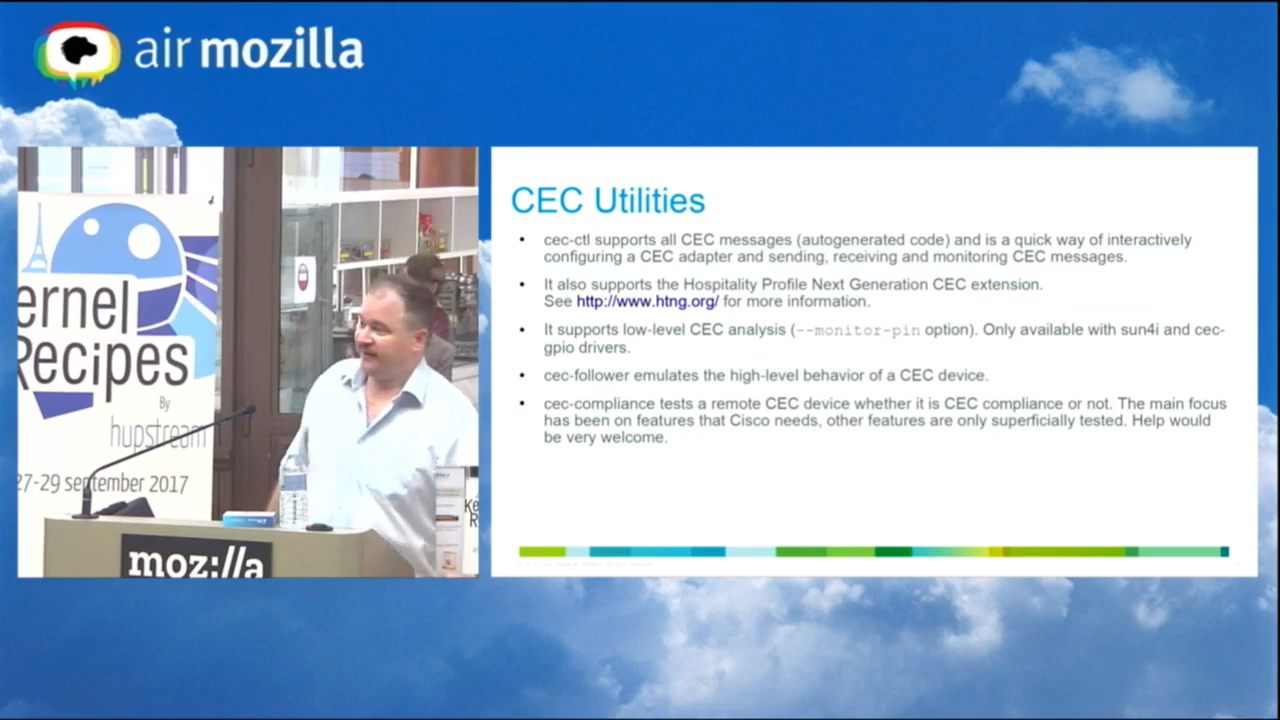 air mozilla
ernel
Recipes
By
hupstream
27-29 september 2017
moz://a
CEC Utilities
• cec-ctl supports all CEC messages (autogenerated code) and is a quick way of interactively
configuring a CEC adapter and sending, receiving and monitoring CEC messages.
• It also supports the Hospitality Profile Next Generation CEC extension.
See http://www.htng.org/ for more information.
• It supports low-level CEC analysis (--monitor-pin option). Only available with sun4i and cec-
gpio drivers.
• cec-follower emulates the high-level behavior of a CEC device.
• cec-compliance tests a remote CEC device whether it is CEC compliance or not. The main focus
has been on features that Cisco needs, other features are only superficially tested. Help would
be very welcome.